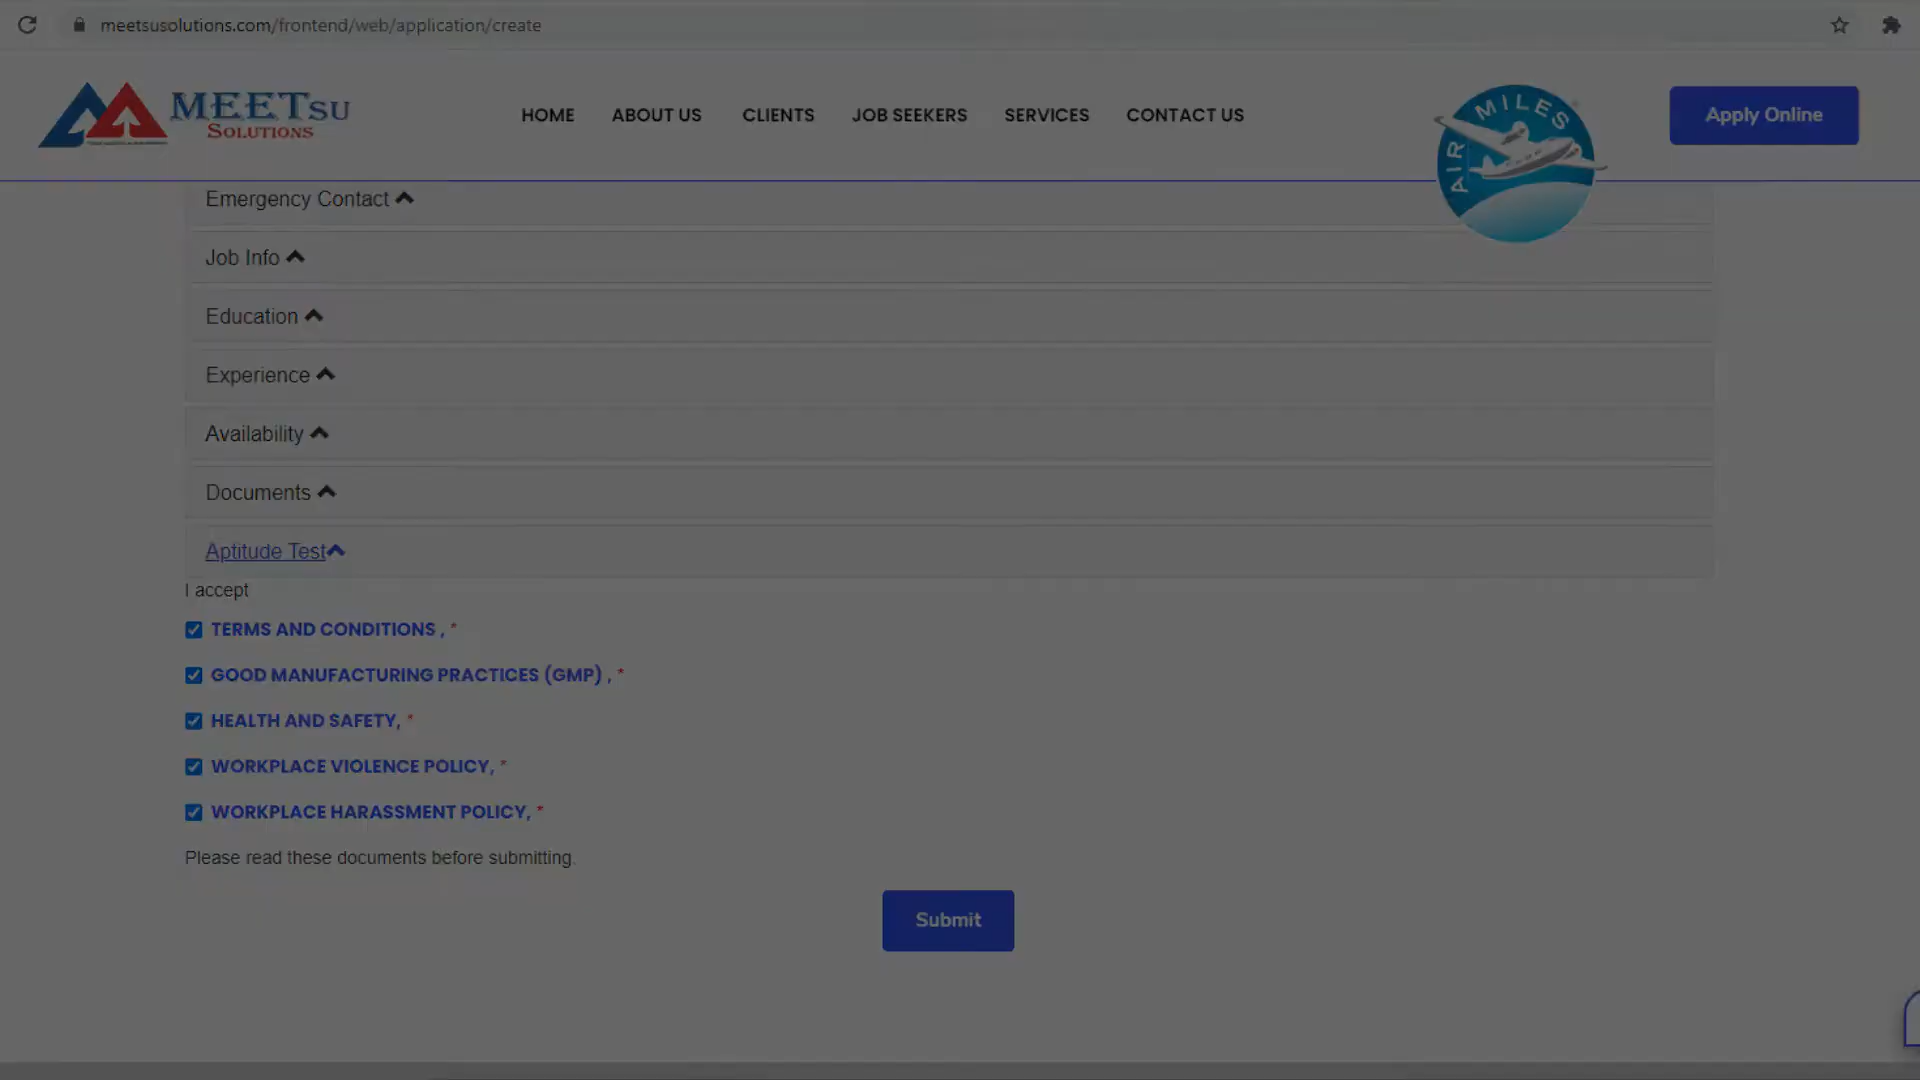 meetsusolutions.com/frontend/web/application/create
MEETSU
SOLUTIONS
HOME
ABOUT US
CLIENTS
JOB SEEKERS
SERVICES
CONTACT US
AIR MILES
Apply Online
Emergency Contact
Job Info
Education
Experience
Availability
Documents
Aptitude Test
I accept
TERMS AND CONDITIONS , *
GOOD MANUFACTURING PRACTICES (GMP) , *
HEALTH AND SAFETY, *
WORKPLACE VIOLENCE POLICY, *
WORKPLACE HARASSMENT POLICY, *
Please read these documents before submitting.
Submit